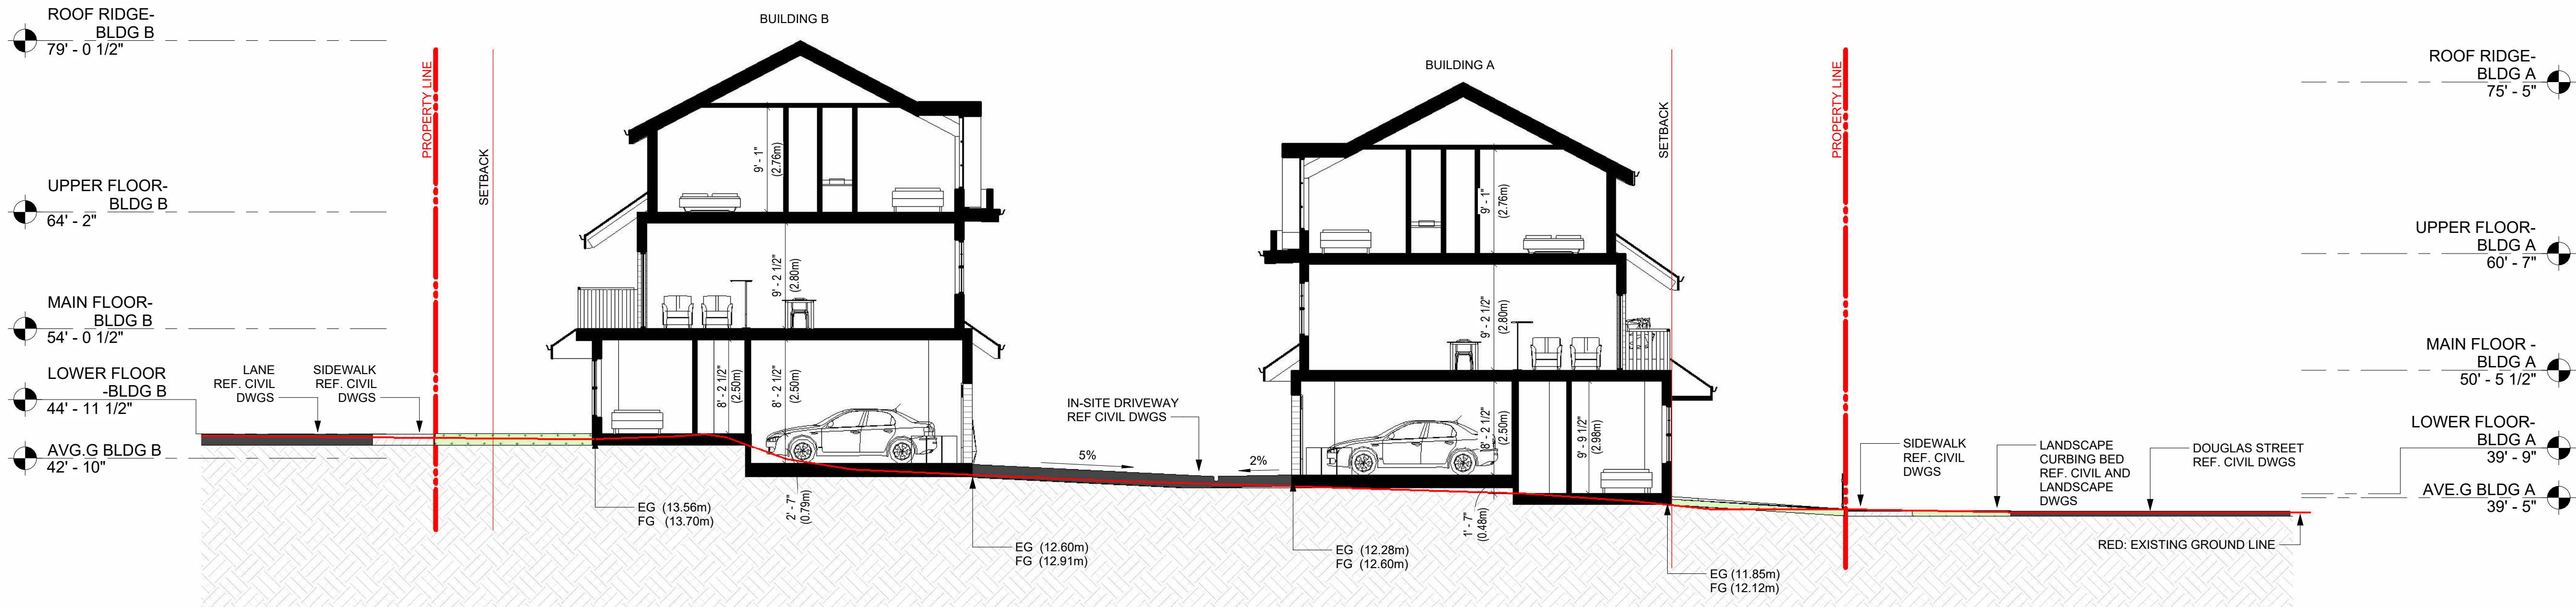 ROOF RIDGE-
BLDG B
79' - 0 1/2"
UPPER FLOOR-
BLDG B
64' - 2"
MAIN FLOOR-
BLDG B
54' - 0 1/2"
LOWER FLOOR
-BLDG B
44' - 11 1/2"
AVG.G BLDG B
42' - 10"
LANE
REF. CIVIL
DWGS
SIDEWALK
REF. CIVIL
DWGS
PROPERTY LINE
SETBACK
BUILDING B
9' - 1"
(2.76m)
9' - 2 1/2"
(2.80m)
8' - 2 1/2"
(2.50m)
8' - 2 1/2"
(2.50m)
2' - 7"
(0.79m)
EG (13.56m)
FG (13.70m)
EG (12.60m)
FG (12.91m)
5%
IN-SITE DRIVEWAY
REF CIVIL DWGS
2%
BUILDING A
9' - 1"
(2.76m)
9' - 2 1/2"
(2.80m)
8' - 2 1/2"
(2.50m)
9' - 9 1/2"
(2.98m)
1' - 7"
(0.48m)
EG (12.28m)
FG (12.60m)
EG (11.85m)
FG (12.12m)
SETBACK
PROPERTY LINE
SIDEWALK
REF. CIVIL
DWGS
LANDSCAPE
CURBING BED
REF. CIVIL AND
LANDSCAPE
DWGS
DOUGLAS STREET
REF. CIVIL DWGS
RED: EXISTING GROUND LINE
ROOF RIDGE-
BLDG A
75' - 5"
UPPER FLOOR-
BLDG A
60' - 7"
MAIN FLOOR -
BLDG A
50' - 5 1/2"
LOWER FLOOR-
BLDG A
39' - 9"
AVE.G BLDG A
39' - 5"